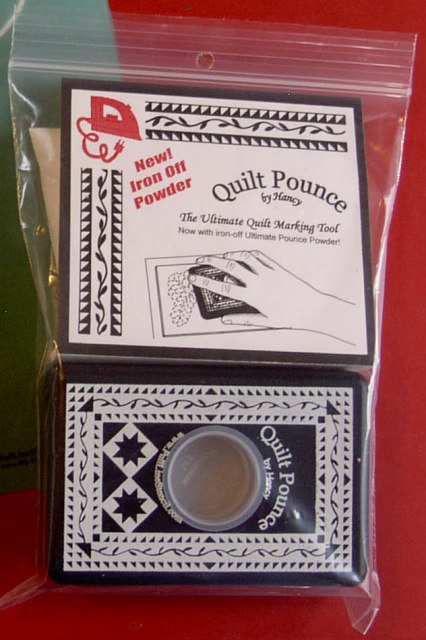 New!
Iron Off
Powder
Quilt Pounce
by Hancy
The Ultimate Quilt Marking Tool
Now with iron-off Ultimate Pounce Powder!
Quilt Pounce
by Hancy